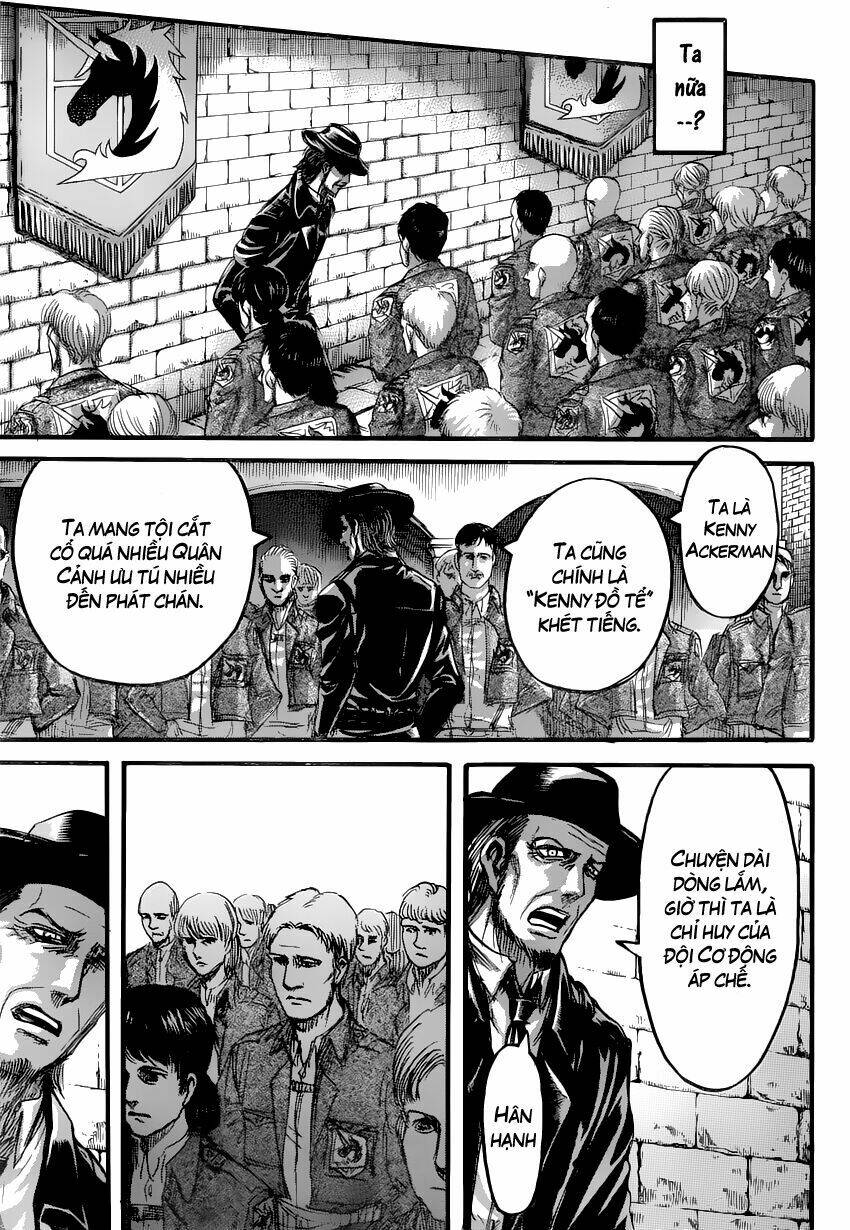 Ta
nữa
--?
Ta là
Kenny
Ackerman
Ta cũng
chính là
"Kenny đồ tể"
khét tiếng.
Ta mang tội cắt
cổ quá nhiều Quân
Cảnh ưu tú nhiều
đến phát chán.
Chuyện dài
dòng lắm,
giờ thì ta là
chỉ huy của
Đội Cơ Động
áp chế.
Hân
hạnh